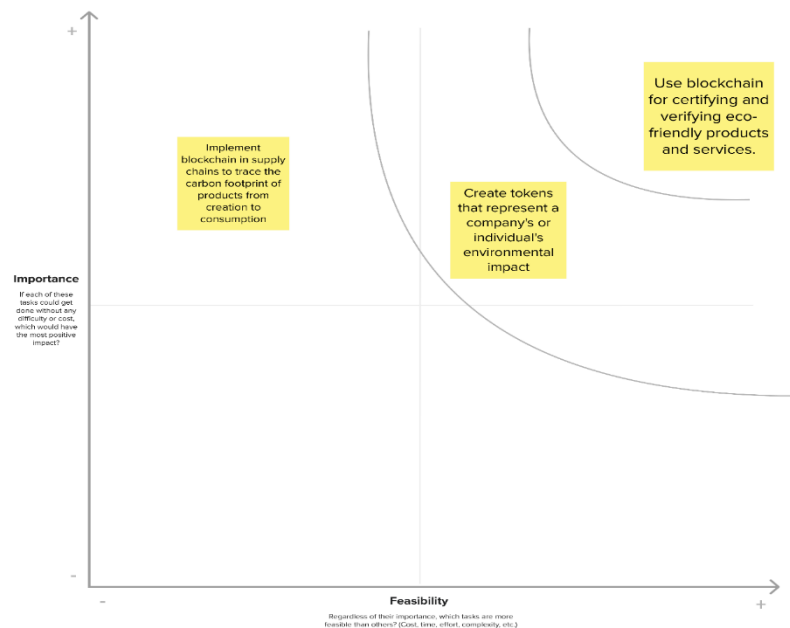 +
Use blockchain
for certifying and
verifying eco-
friendly products
and services.
Implement
blockchain in supply
chains to trace the
carbon footprint of
products from
creation to
consumption
Create tokens
that represent a
company's or
individual's
environmental
impact
Importance
If each of these
tasks could get
done without any
difficulty or cost,
which would have
the most positive
impact?
-
-
Feasibility
+
Regardless of their importance, which tasks are more
feasible than others? (Cost, time, effort, complexity, etc.)